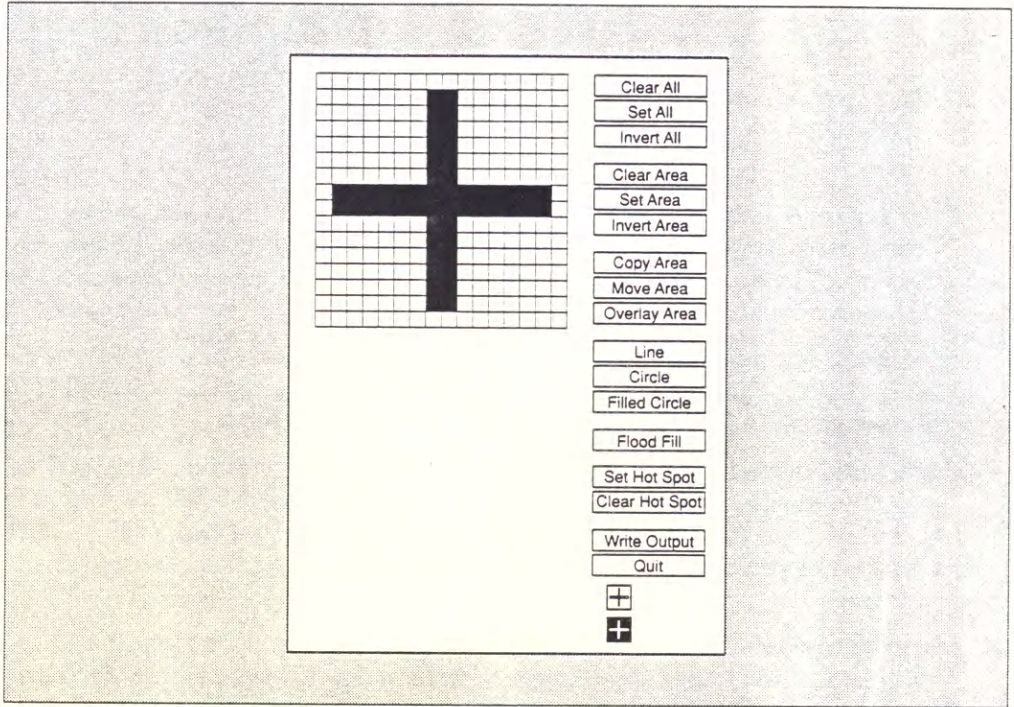 Clear All
Set All
Invert All
Clear Area
Set Area
Invert Area
Copy Area
Move Area
Overlay Area
Line
Circle
Filled Circle
Flood Fill
Set Hot Spot
Clear Hot Spot
Write Output
Quit